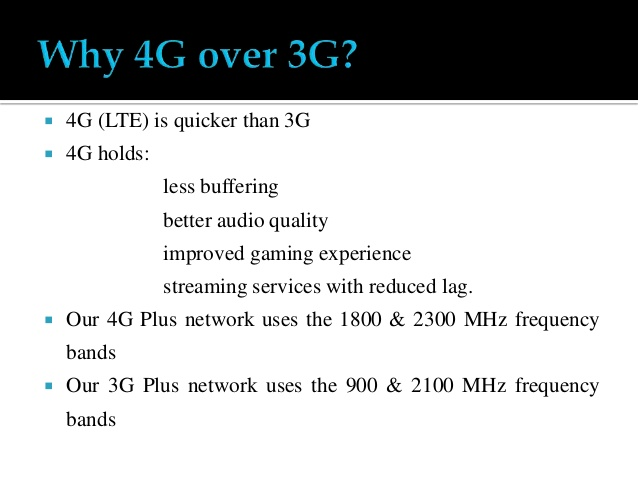 Why 4G over 3G?
4G (LTE) is quicker than 3G
4G holds:
less buffering
better audio quality
improved gaming experience
streaming services with reduced lag.
Our 4G Plus network uses the 1800 & 2300 MHz frequency
bands
Our 3G Plus network uses the 900 & 2100 MHz frequency
bands